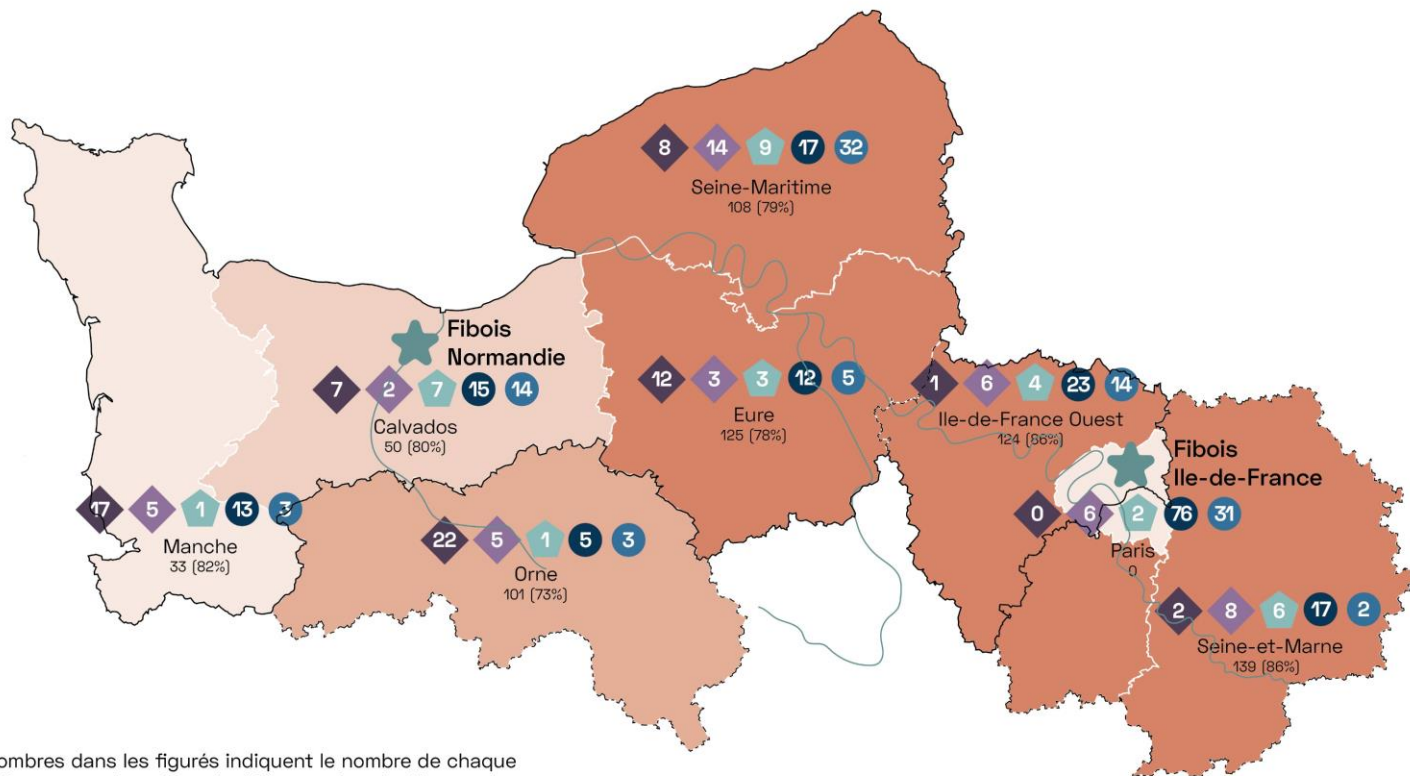 8 14 9 17 32
Seine-Maritime
108 (79%)
Fibois
Normandie
7 2 7 15 14
Calvados
50 (80%)
12 3 3 12 5
Eure
125 (78%)
1 6 4 23 14
Ile-de-France Ouest
124 (86%)
Fibois
Ile-de-France
0 6 2 76 31
Paris
0
17 5 1 13 3
Manche
33 (82%)
22 5 1 5 3
Orne
101 (73%)
2 8 6 17 2
Seine-et-Marne
139 (86%)
ombres dans les figurés indiquent le nombre de chaque